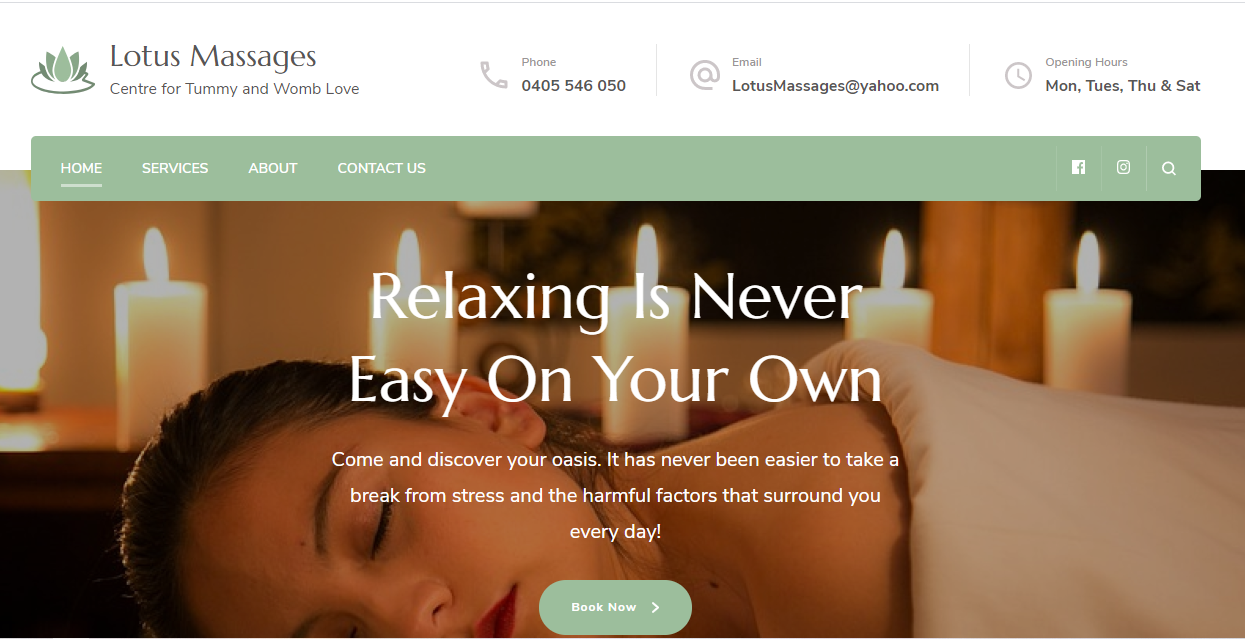 Lotus Massages
Centre for Tummy and Womb Love
Phone
0405 546 050
Email
LotusMassages@yahoo.com
Opening Hours
Mon, Tues, Thu & Sat
HOME SERVICES ABOUT CONTACT US
Relaxing Is Never
Easy On Your Own
Come and discover your oasis. It has never been easier to take a
break from stress and the harmful factors that surround you
every day!
Book Now